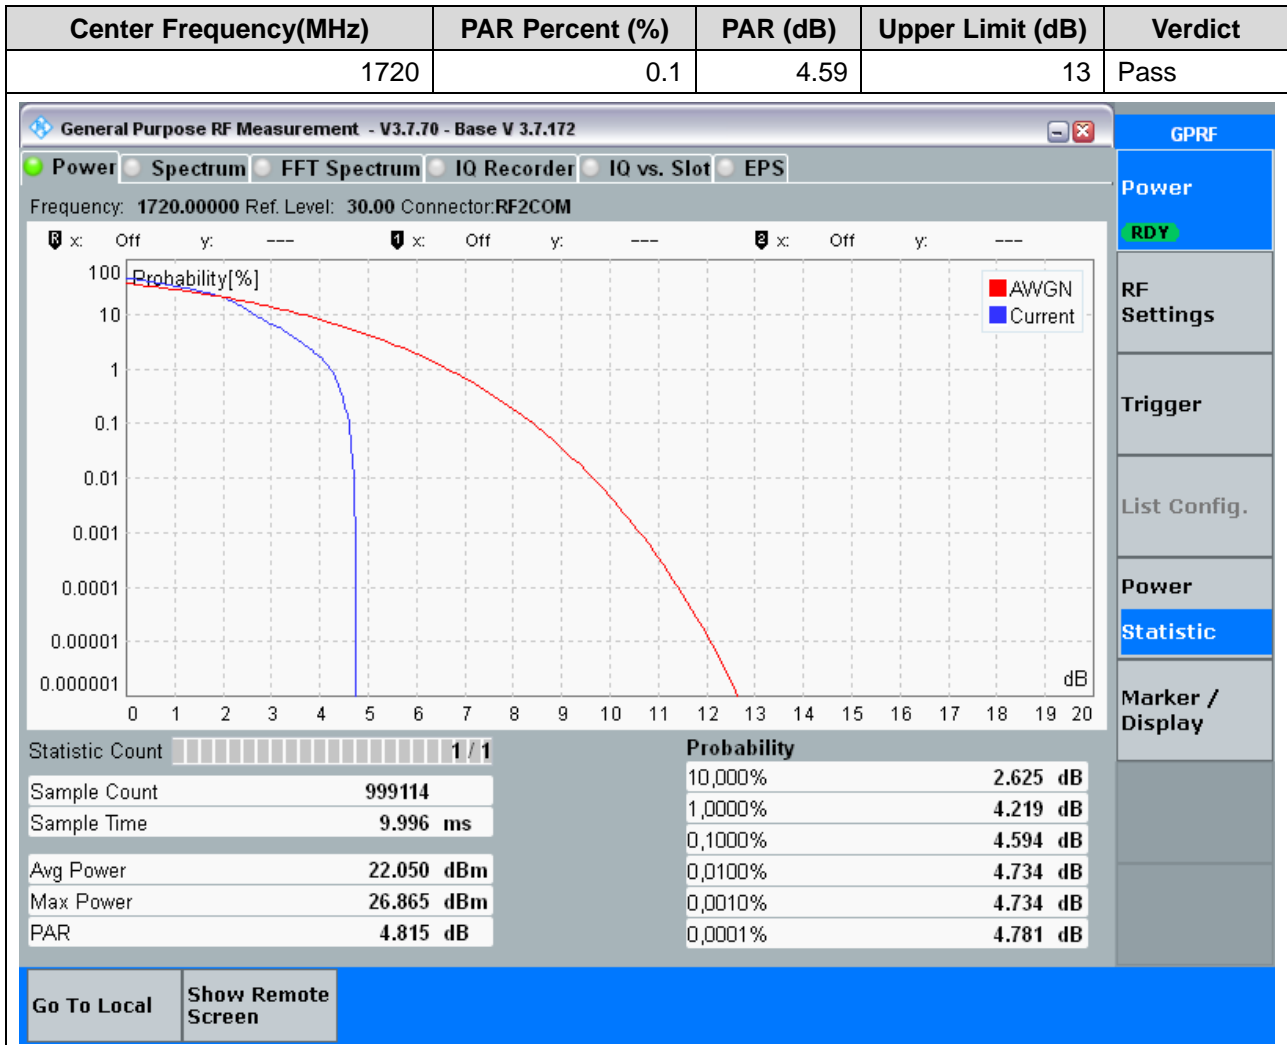 Center Frequency(MHz) PAR Percent (%) PAR (dB) Upper Limit (dB) Verdict
1720 0.1 4.59 13 Pass
General Purpose RF Measurement - V3.7.70 - Base V 3.7.172
GPRF
Power Spectrum FFT Spectrum IQ Recorder IQ vs. Slot EPS
Frequency: 1720.00000 Ref. Level: 30.00 Connector:RF2COM
R x: Off y: --- 1 x: Off y: --- 2 x: Off y: ---
Probability[%]
AWGN
Current
100
10
1
0.1
0.01
0.001
0.0001
0.00001
0.000001
dB
0 1 2 3 4 5 6 7 8 9 10 11 12 13 14 15 16 17 18 19 20
Statistic Count 1 / 1
Sample Count 999114
Sample Time 9.996 ms
Avg Power 22.050 dBm
Max Power 26.865 dBm
PAR 4.815 dB
Probability
10,000% 2.625 dB
1,0000% 4.219 dB
0,1000% 4.594 dB
0,0100% 4.734 dB
0,0010% 4.734 dB
0,0001% 4.781 dB
Power
RDY
RF
Settings
Trigger
List Config.
Power
Statistic
Marker /
Display
Go To Local
Show Remote
Screen